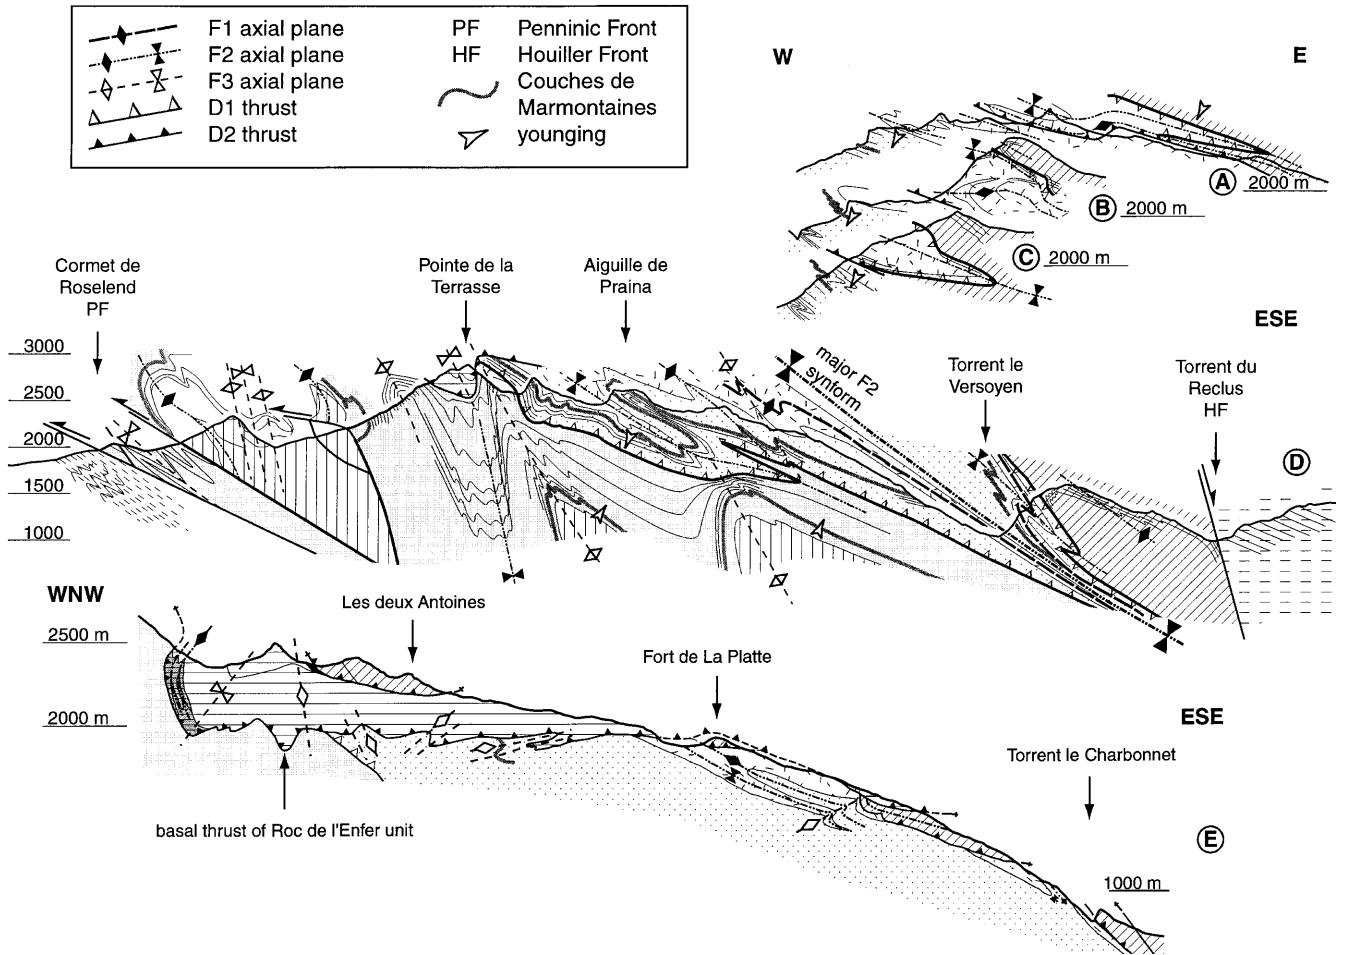 F1 axial plane
F2 axial plane
F3 axial plane
D1 thrust
D2 thrust
PF Penninic Front
HF Houiller Front
Couches de
Marmontaines
younging
W
E
A
2000 m
B
2000 m
C
2000 m
Cormet de
Roselend
PF
Pointe de la
Terrasse
Aiguille de
Praina
ESE
major F2
synform
Torrent le
Versoyen
Torrent du
Reclus
HF
3000
2500
2000
1500
1000
D
WNW
2500 m
2000 m
Les deux Antoines
Fort de La Platte
ESE
Torrent le Charbonnet
basal thrust of Roc de l'Enfer unit
E
1000 m